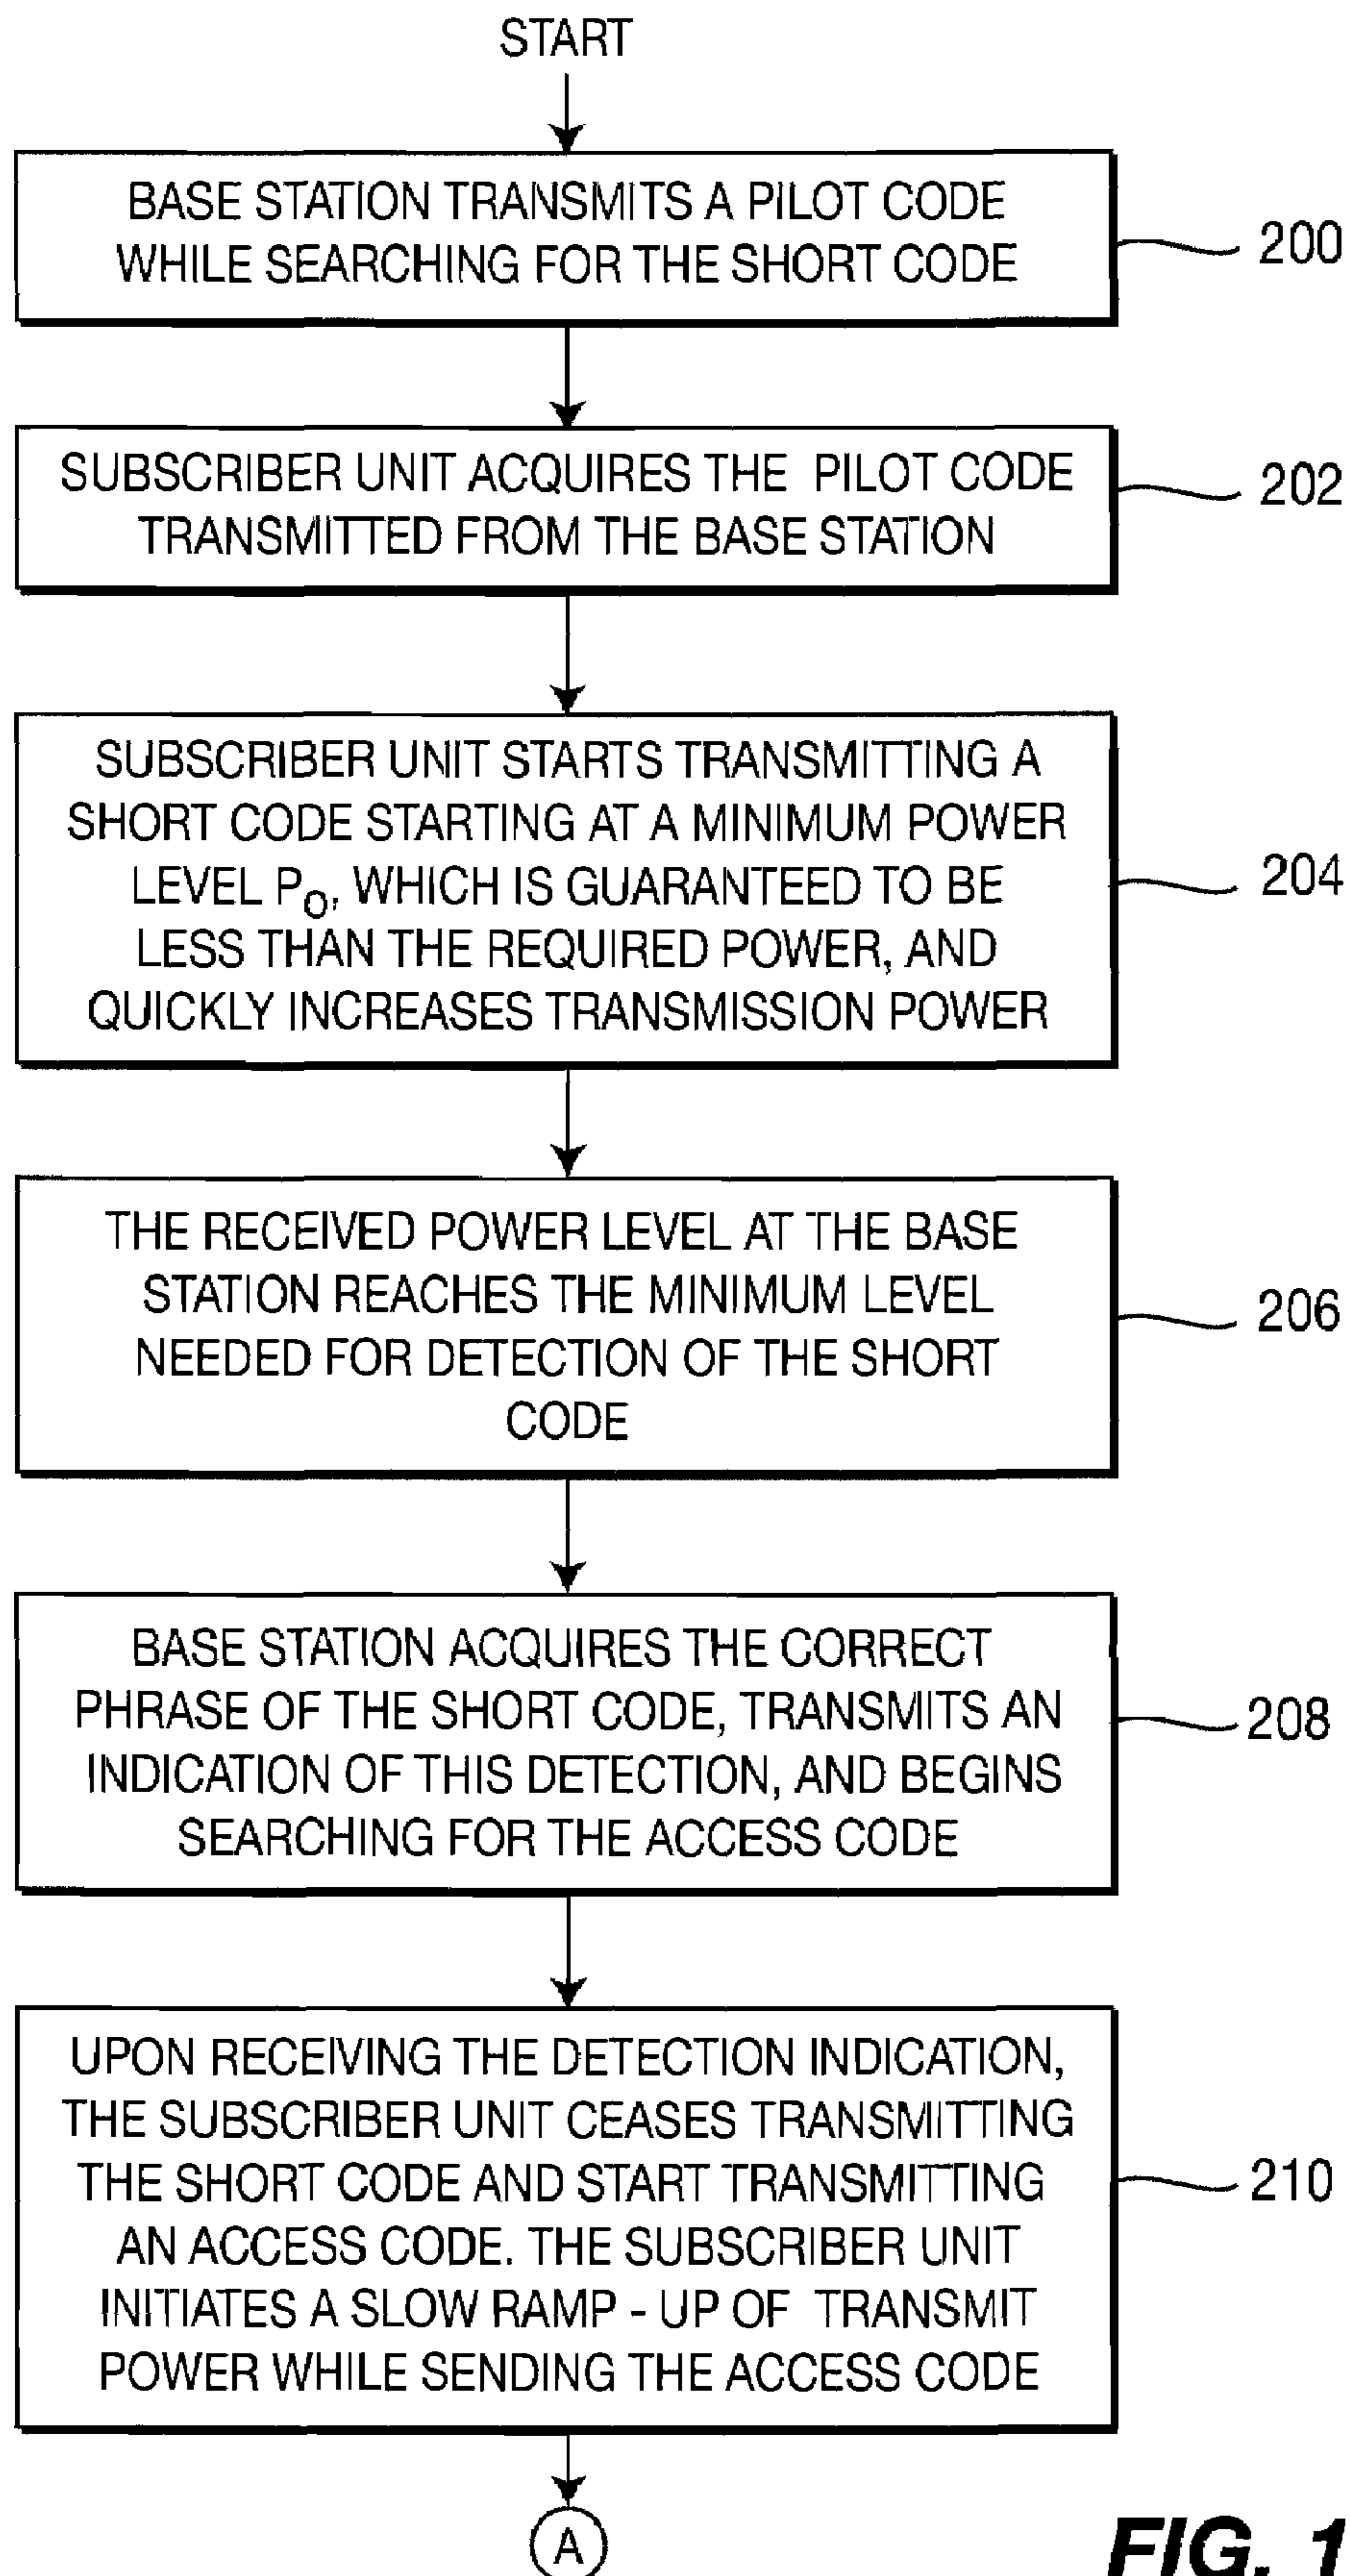 START
BASE STATION TRANSMITS A PILOT CODE
WHILE SEARCHING FOR THE SHORT CODE
200
SUBSCRIBER UNIT ACQUIRES THE PILOT CODE
TRANSMITTED FROM THE BASE STATION
202
SUBSCRIBER UNIT STARTS TRANSMITTING A
SHORT CODE STARTING AT A MINIMUM POWER
LEVEL PO, WHICH IS GUARANTEED TO BE
LESS THAN THE REQUIRED POWER, AND
QUICKLY INCREASES TRANSMISSION POWER
204
THE RECEIVED POWER LEVEL AT THE BASE
STATION REACHES THE MINIMUM LEVEL
NEEDED FOR DETECTION OF THE SHORT
CODE
206
BASE STATION ACQUIRES THE CORRECT
PHRASE OF THE SHORT CODE, TRANSMITS AN
INDICATION OF THIS DETECTION, AND BEGINS
SEARCHING FOR THE ACCESS CODE
208
UPON RECEIVING THE DETECTION INDICATION,
THE SUBSCRIBER UNIT CEASES TRANSMITTING
THE SHORT CODE AND START TRANSMITTING
AN ACCESS CODE. THE SUBSCRIBER UNIT
INITIATES A SLOW RAMP - UP OF TRANSMIT
POWER WHILE SENDING THE ACCESS CODE
210
A
FIG. 1